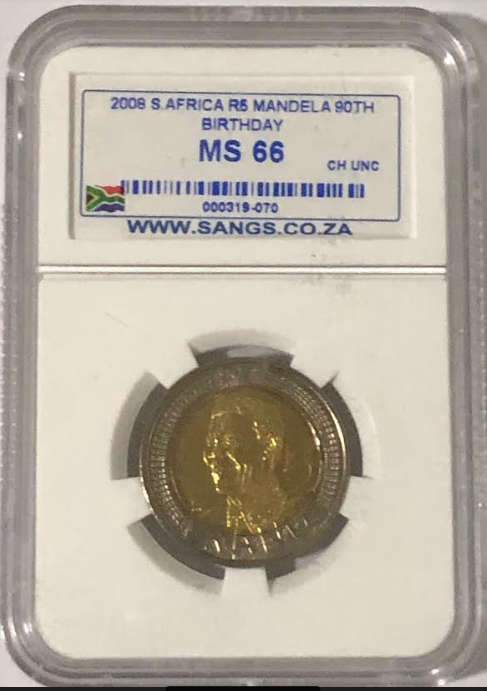 2008 S.AFRICA R5 MANDELA 90TH
BIRTHDAY
MS 66
CH UNC
000319-070
WWW.SANGS.CO.ZA